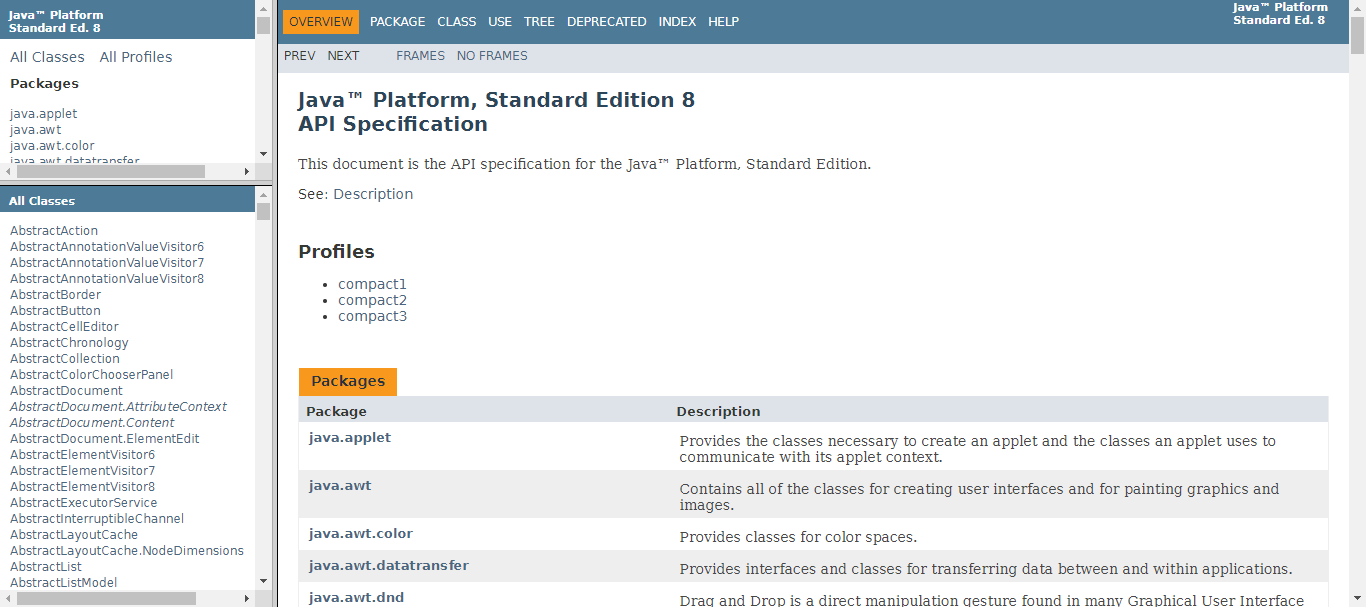 Java™ Platform
Standard Ed. 8
All Classes All Profiles
Packages
java.applet
java.awt
java.awt.color
java.awt.datatransfer
All Classes
AbstractAction
AbstractAnnotationValueVisitor6
AbstractAnnotationValueVisitor7
AbstractAnnotationValueVisitor8
AbstractBorder
AbstractButton
AbstractCellEditor
AbstractChronology
AbstractCollection
AbstractColorChooserPanel
AbstractDocument
AbstractDocument.AttributeContext
AbstractDocument.Content
AbstractDocument.ElementEdit
AbstractElementVisitor6
AbstractElementVisitor7
AbstractElementVisitor8
AbstractExecutorService
AbstractInterruptibleChannel
AbstractLayoutCache
AbstractLayoutCache.NodeDimensions
AbstractList
AbstractListModel
OVERVIEW PACKAGE CLASS USE TREE DEPRECATED INDEX HELP
Java™ Platform
Standard Ed. 8
PREV NEXT FRAMES NO FRAMES
Java™ Platform, Standard Edition 8
API Specification
This document is the API specification for the Java™ Platform, Standard Edition.
See: Description
Profiles
• compact1
• compact2
• compact3
Packages
Package Description
java.applet Provides the classes necessary to create an applet and the classes an applet uses to
communicate with its applet context.
java.awt Contains all of the classes for creating user interfaces and for painting graphics and
images.
java.awt.color Provides classes for color spaces.
java.awt.datatransfer Provides interfaces and classes for transferring data between and within applications.
java.awt.dnd Drag and Drop is a direct manipulation gesture found in many Graphical User Interface